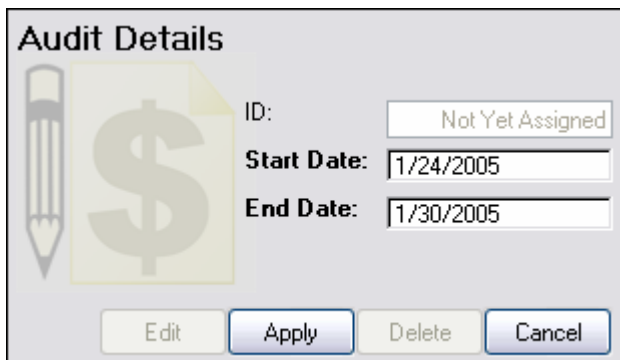 Audit Details
$
ID: Not Yet Assigned
Start Date: 1/24/2005
End Date: 1/30/2005
Edit Apply Delete Cancel